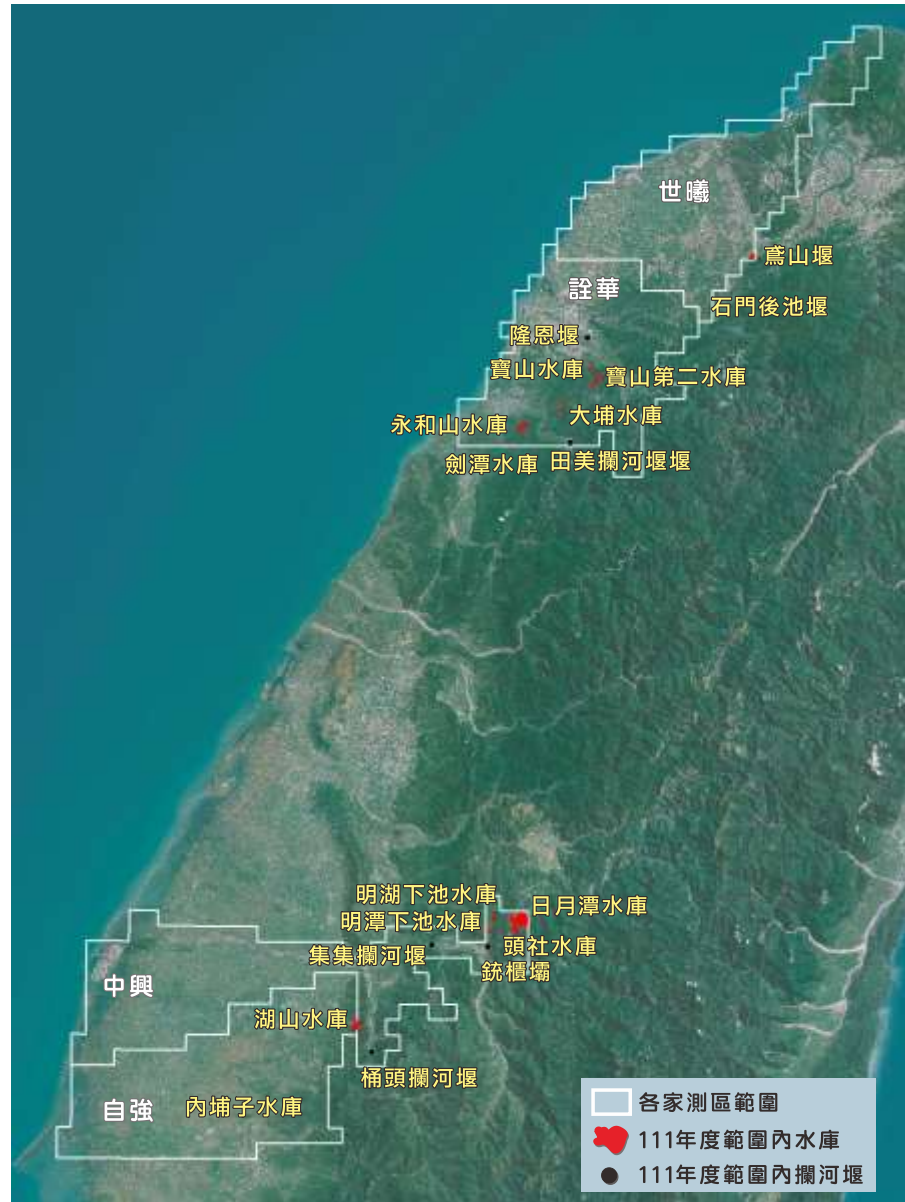 世曦
鳶山堰
詮華
石門後池堰
隆恩堰
寶山水庫
寶山第二水庫
大埔水庫
永和山水庫
劍潭水庫
田美攔河堰堰
明湖下池水庫
日月潭水庫
明潭下池水庫
頭社水庫
集集攔河堰
銃櫃壩
中興
湖山水庫
桶頭攔河堰
自強
內埔子水庫
各家測區範圍
111年度範圍內水庫
111年度範圍內攔河堰